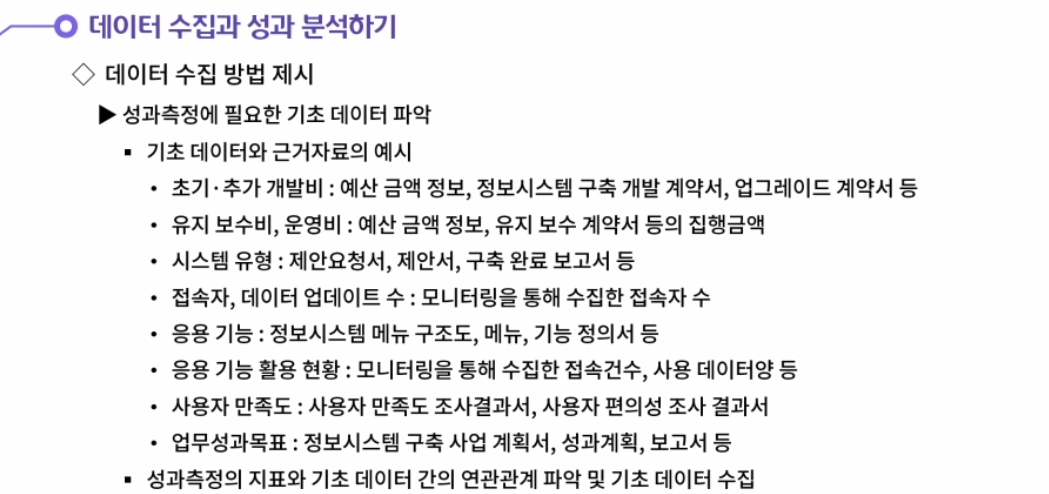 데이터 수집과 성과 분석하기
◇ 데이터 수집 방법 제시
▶ 성과측정에 필요한 기초 데이터 파악
▪ 기초 데이터와 근거자료의 예시
• 초기·추가 개발비 : 예산 금액 정보, 정보시스템 구축 개발 계약서, 업그레이드 계약서 등
• 유지 보수비, 운영비 : 예산 금액 정보, 유지 보수 계약서 등의 집행금액
• 시스템 유형 : 제안요청서, 제안서, 구축 완료 보고서 등
• 접속자, 데이터 업데이트 수 : 모니터링을 통해 수집한 접속자 수
• 응용 기능 : 정보시스템 메뉴 구조도, 메뉴, 기능 정의서 등
• 응용 기능 활용 현황 : 모니터링을 통해 수집한 접속건수, 사용 데이터양 등
• 사용자 만족도 : 사용자 만족도 조사결과서, 사용자 편의성 조사 결과서
• 업무성과목표 : 정보시스템 구축 사업 계획서, 성과계획, 보고서 등
▪ 성과측정의 지표와 기초 데이터 간의 연관관계 파악 및 기초 데이터 수집